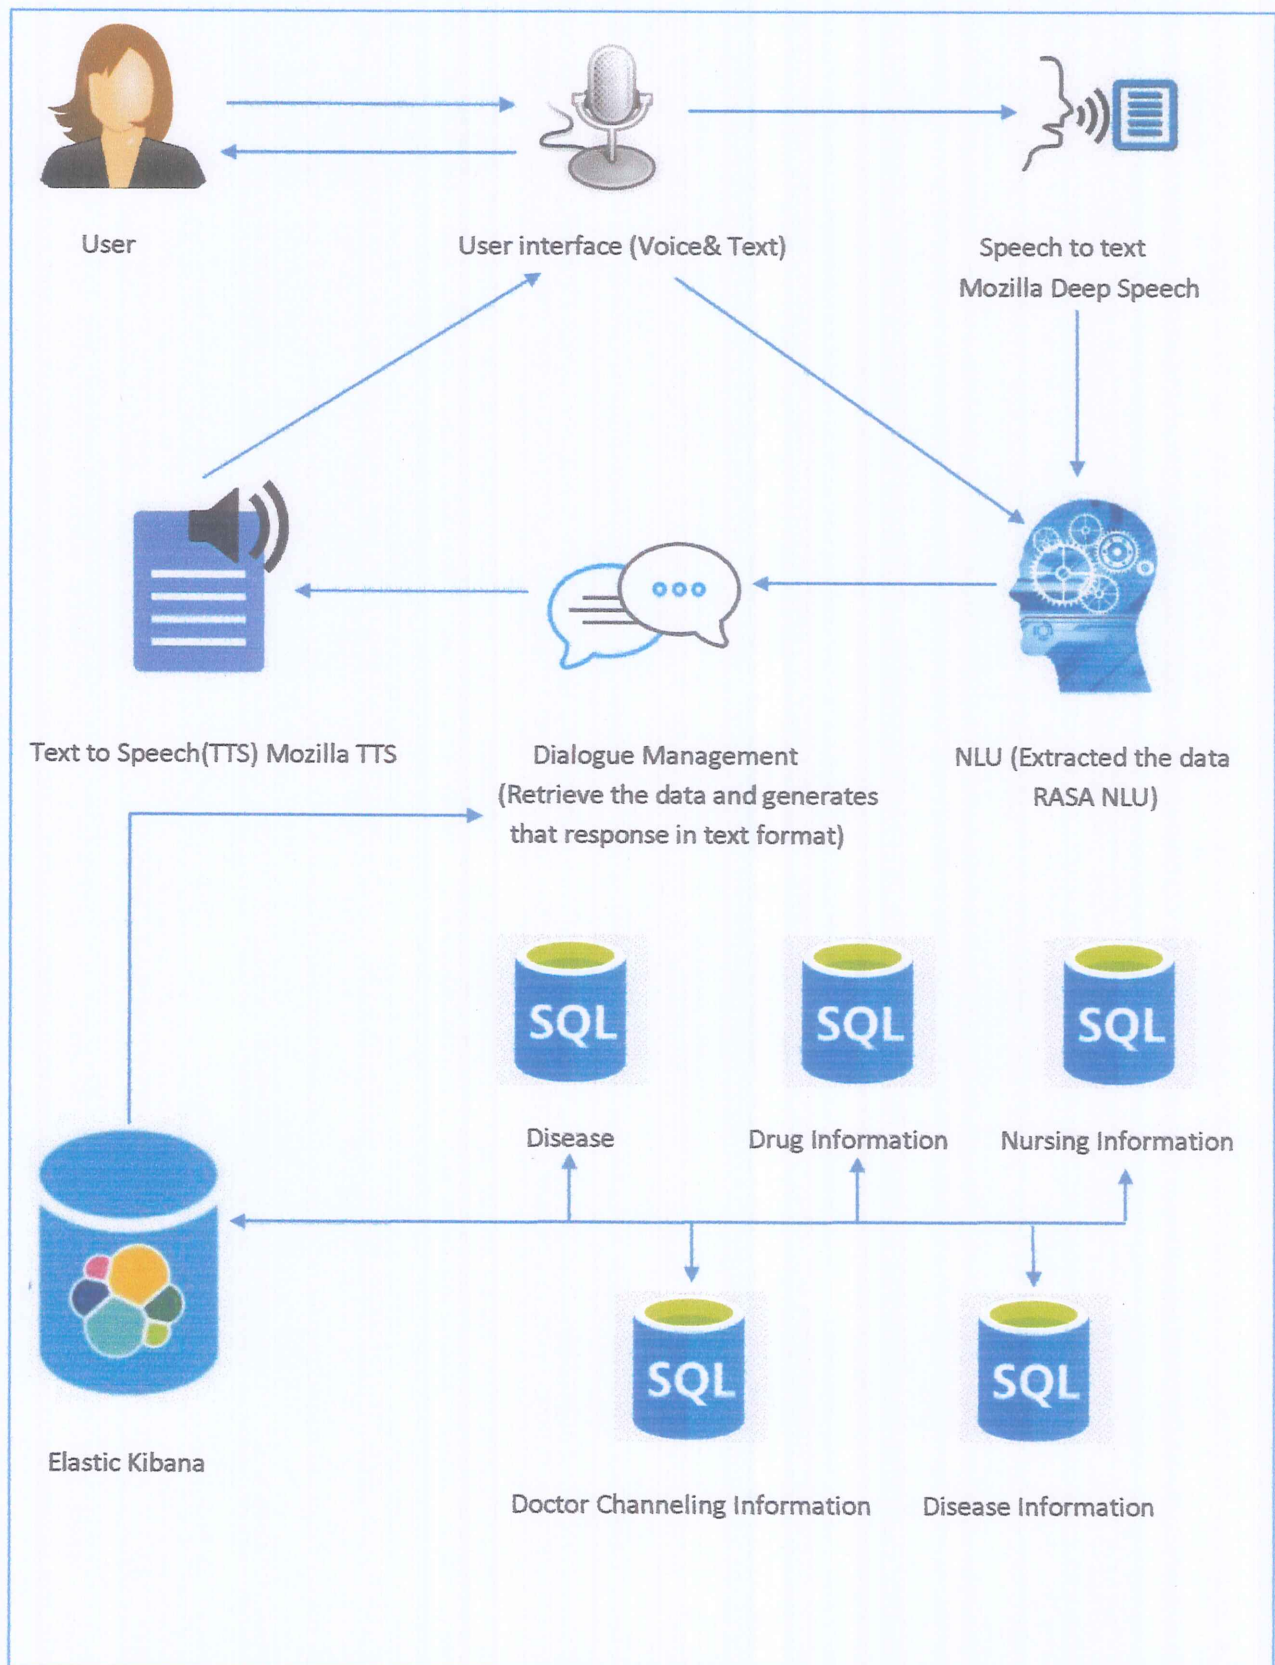 User
User interface (Voice& Text)
Speech to text
Mozilla Deep Speech
Text to Speech(TTS) Mozilla TTS
Dialogue Management
(Retrieve the data and generates
that response in text format)
NLU (Extracted the data
RASA NLU)
SQL
SQL
SQL
Disease
Drug Information
Nursing Information
SQL
SQL
Elastic Kibana
Doctor Channeling Information
Disease Information